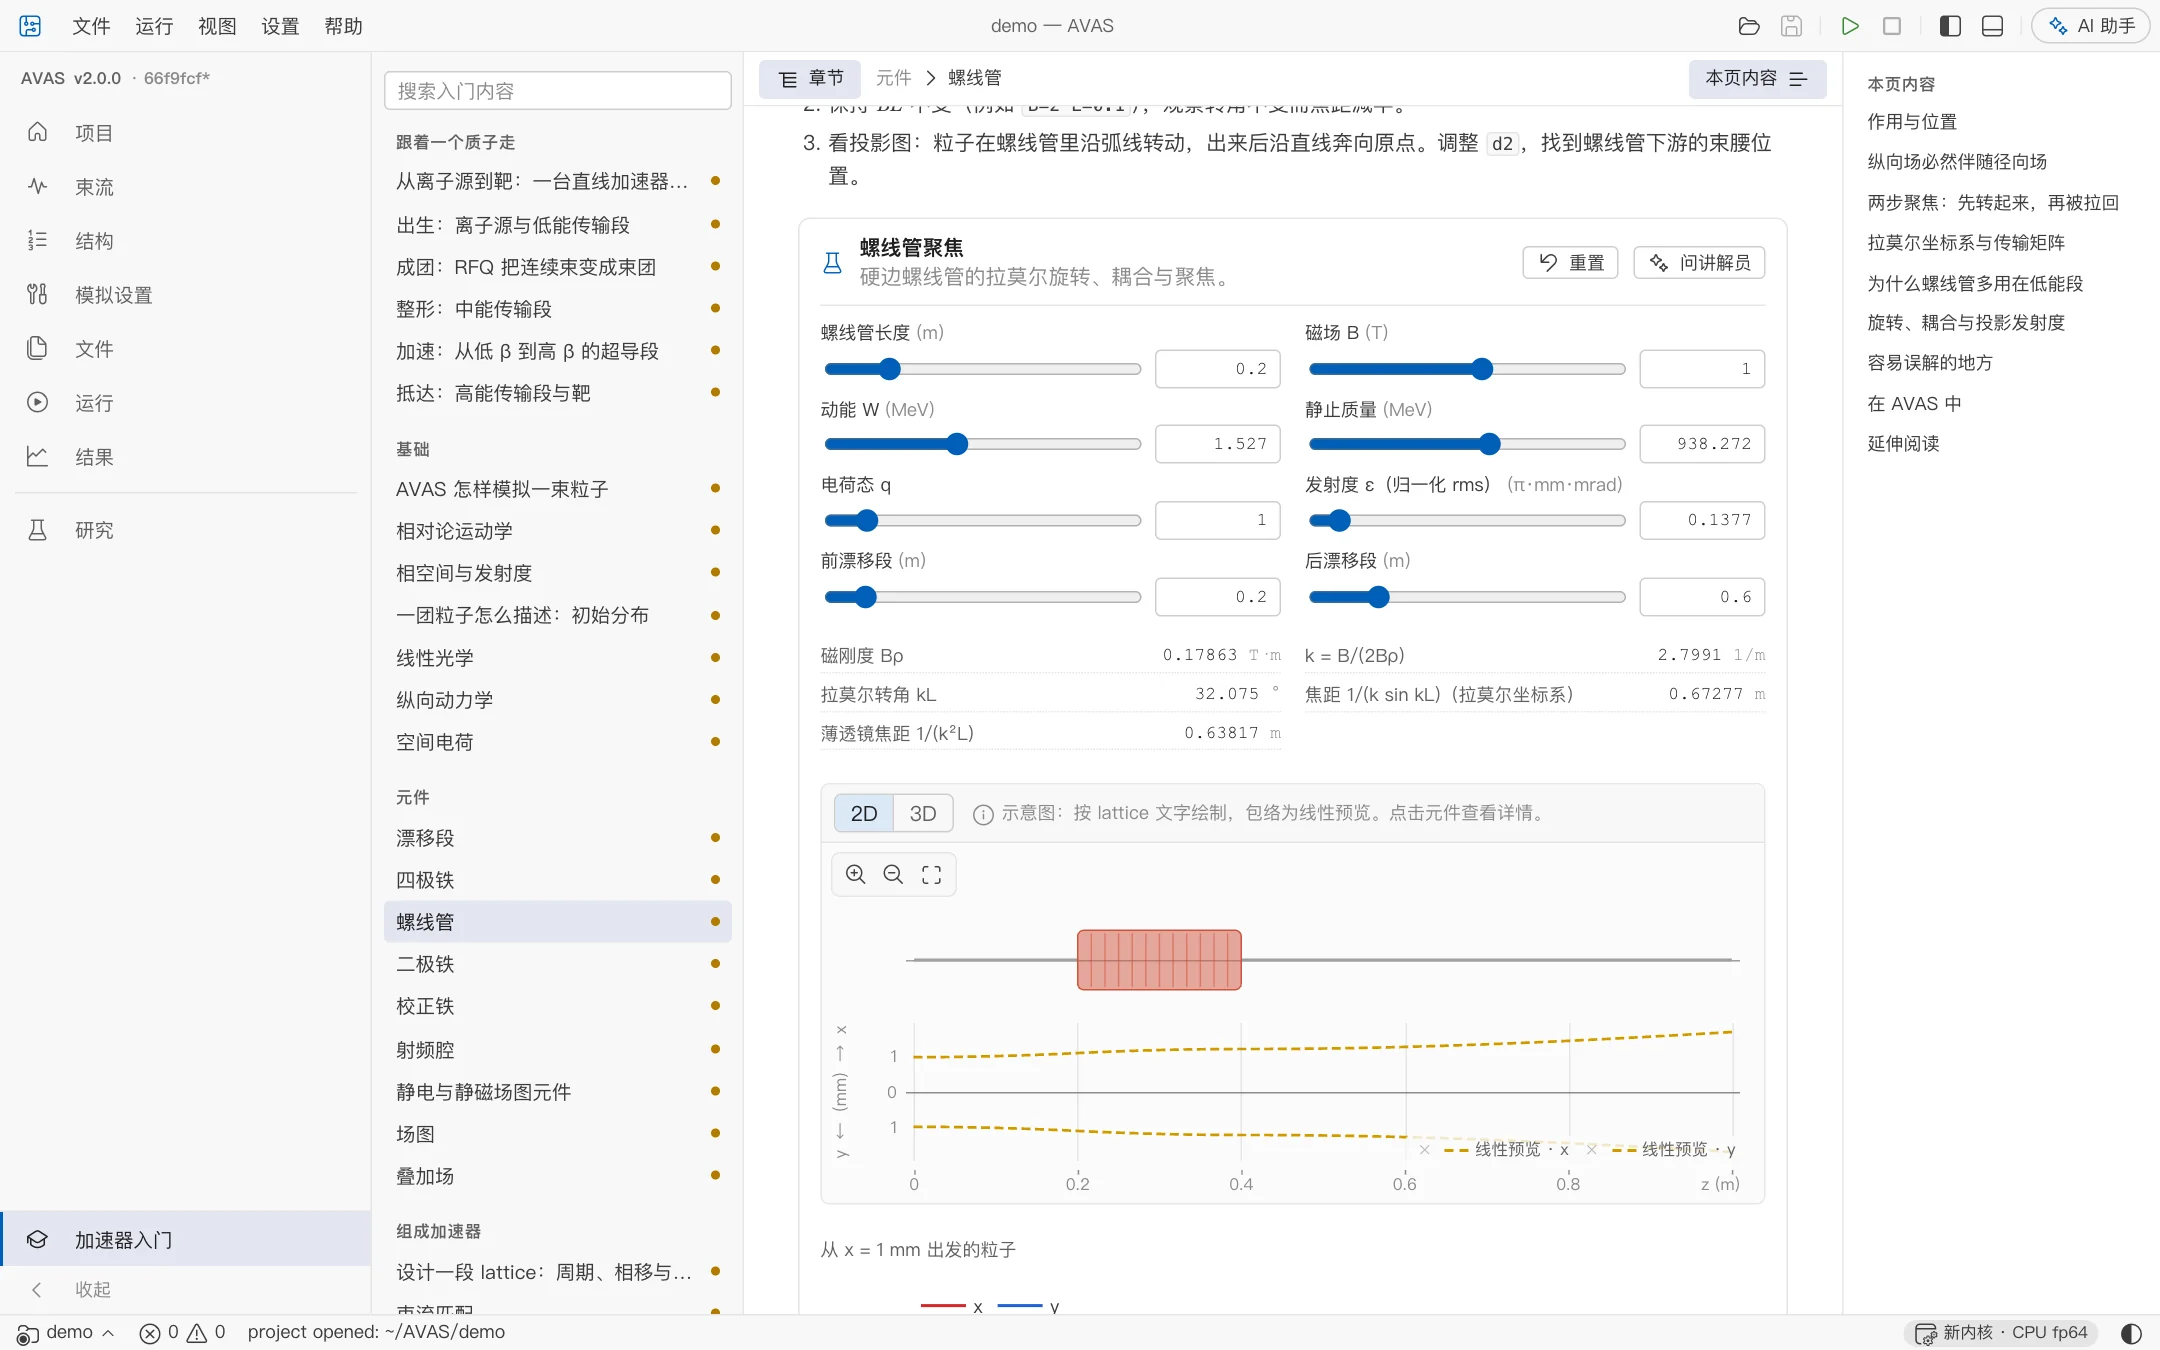 文件 运行 视图 设置 帮助
demo — AVAS
AI 助手
AVAS v2.0.0 · 66f9fcf*
项目
束流
结构
模拟设置
文件
运行
结果
研究
加速器入门
收起
搜索入门内容
跟着一个质子走
从离子源到靶：一台直线加速器…
出生：离子源与低能传输段
成团：RFQ 把连续束变成束团
整形：中能传输段
加速：从低 β 到高 β 的超导段
抵达：高能传输段与靶
基础
AVAS 怎样模拟一束粒子
相对论运动学
相空间与发射度
一团粒子怎么描述：初始分布
线性光学
纵向动力学
空间电荷
元件
漂移段
四极铁
螺线管
二极铁
校正铁
射频腔
静电与静磁场图元件
场图
叠加场
组成加速器
设计一段 lattice：周期、相移与…
束流匹配
章节 元件 > 螺线管
本页内容
2. 保持 BL 不变（例如 B=2 L=0.1），观察转角不变而焦距减半。
3. 看投影图：粒子在螺线管里沿弧线转动，出来后沿直线奔向原点。调整 d2，找到螺线管下游的束腰位
置。
螺线管聚焦
硬边螺线管的拉莫尔旋转、耦合与聚焦。
重置
问讲解员
螺线管长度 (m)
0.2
磁场 B (T)
1
动能 W (MeV)
1.527
静止质量 (MeV)
938.272
电荷态 q
1
发射度 ε（归一化 rms） (π·mm·mrad)
0.1377
前漂移段 (m)
0.2
后漂移段 (m)
0.6
磁刚度 Bρ 0.17863 T·m
k = B/(2Bρ) 2.7991 1/m
拉莫尔转角 kL 32.075 °
焦距 1/(k sin kL)（拉莫尔坐标系） 0.67277 m
薄透镜焦距 1/(k²L) 0.63817 m
2D 3D
示意图：按 lattice 文字绘制，包络为线性预览。点击元件查看详情。
y ← (mm) → x
1
0
1
线性预览 · x
线性预览 · y
0 0.2 0.4 0.6 0.8 z (m)
从 x = 1 mm 出发的粒子
x y
本页内容
作用与位置
纵向场必然伴随径向场
两步聚焦：先转起来，再被拉回
拉莫尔坐标系与传输矩阵
为什么螺线管多用在低能段
旋转、耦合与投影发射度
容易误解的地方
在 AVAS 中
延伸阅读
demo
0 0
project opened: ~/AVAS/demo
新内核 · CPU fp64